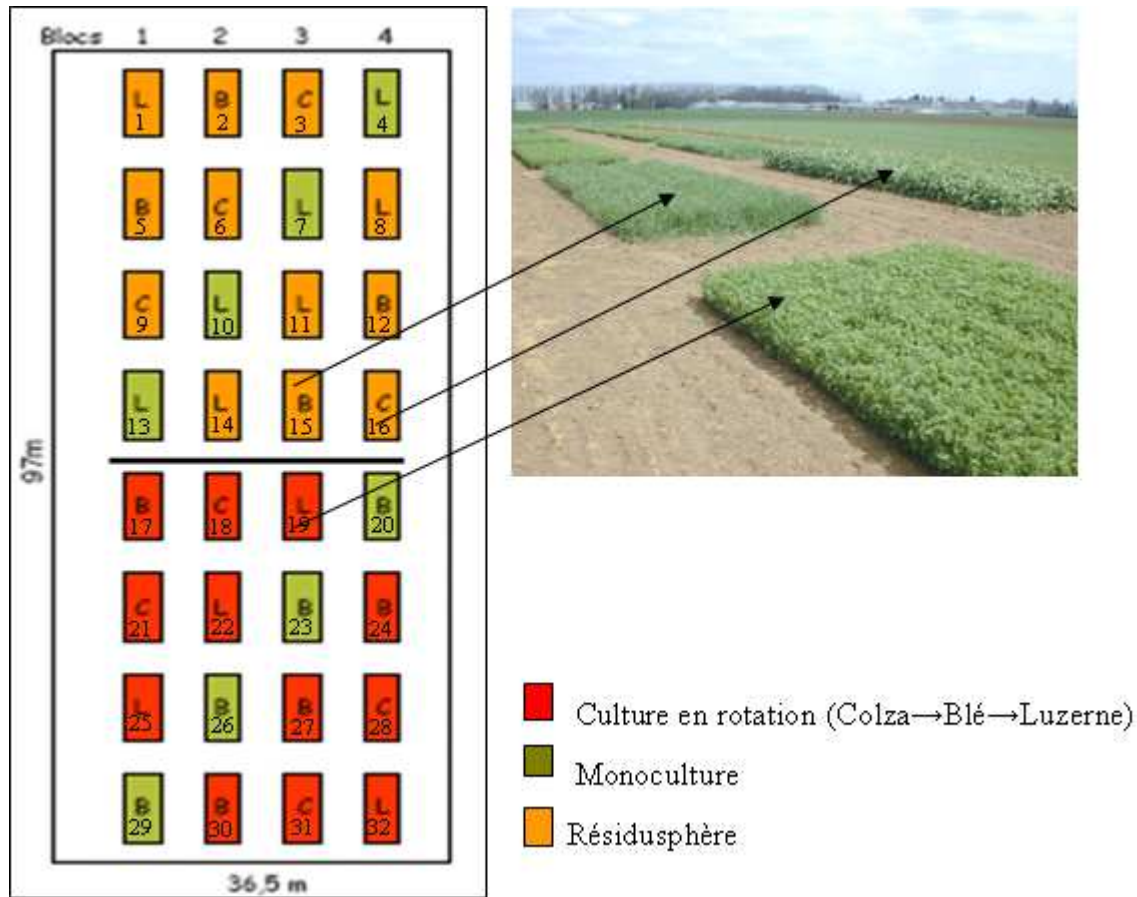 Blocs 1 2 3 4
L B C L
1 2 3 4
B C L L
5 6 7 8
C L L B
9 10 11 12
L L B C
13 14 15 16
B C L B
17 18 19 20
C L B B
21 22 23 24
L B B C
25 26 27 28
B B C L
29 30 31 32
97m
36,5 m
Culture en rotation (Colza→Blé→Luzerne)
Monoculture
Résidusphère